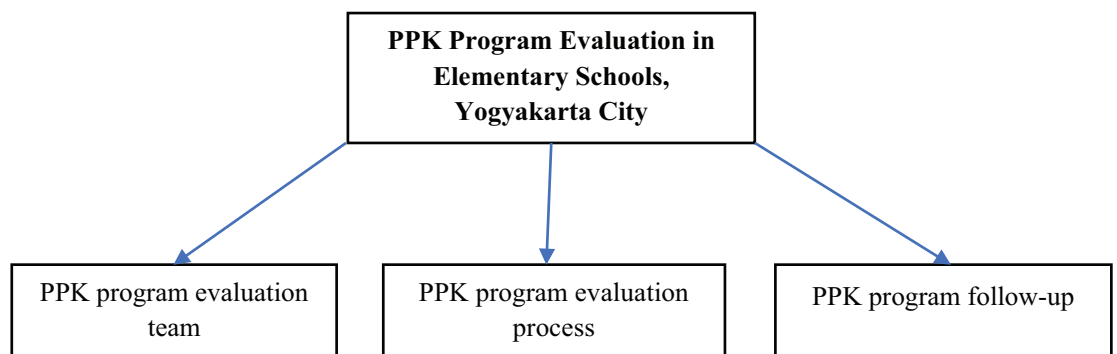 PPK Program Evaluation in
Elementary Schools,
Yogyakarta City
PPK program evaluation
team
PPK program evaluation
process
PPK program follow-up